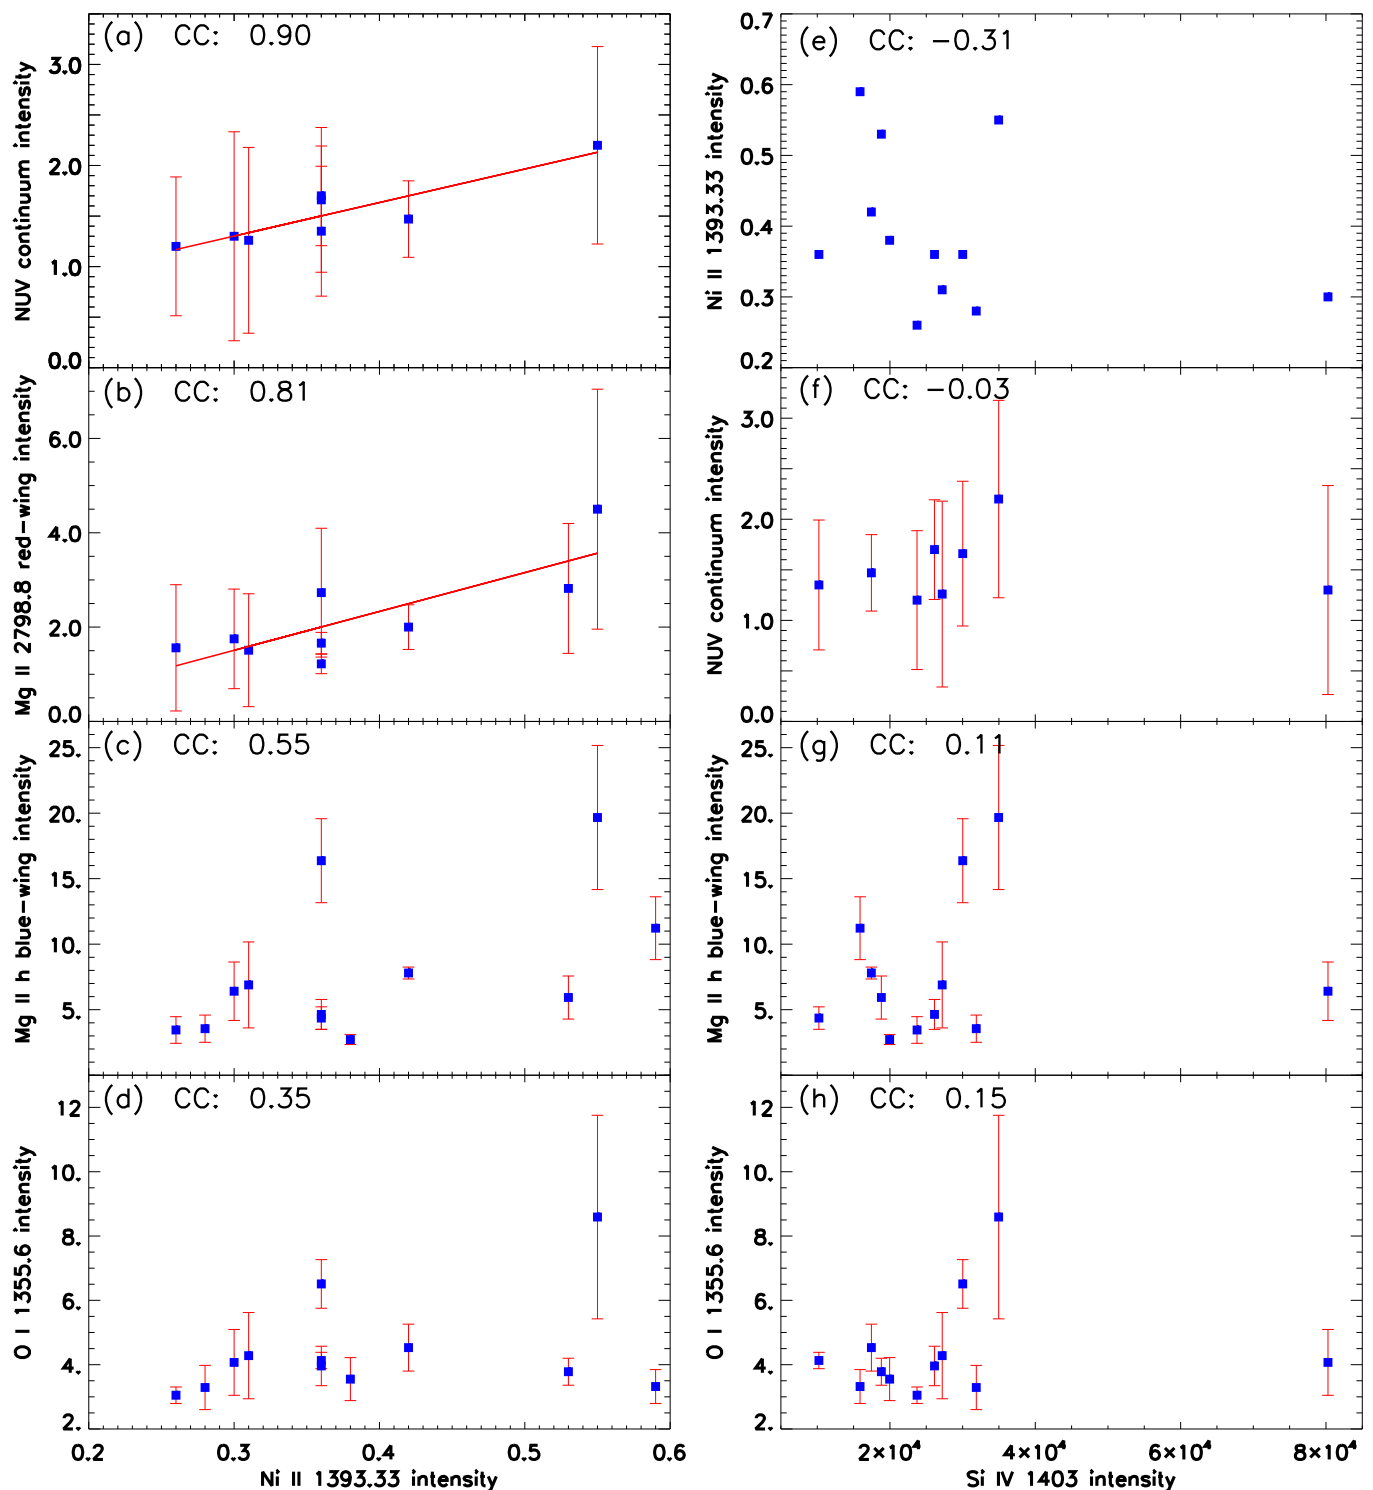 (a) CC: 0.90
3.0
2.0
1.0
0.0
NUV continuum intensity
(b) CC: 0.81
6.0
4.0
2.0
0.0
Mg II 2798.8 red-wing intensity
(c) CC: 0.55
25.
20.
15.
10.
5.
Mg II h blue-wing intensity
(d) CC: 0.35
12
10.
8.
6.
4.
2.
O I 1355.6 intensity
0.2 0.3 0.4 0.5 0.6
Ni II 1393.33 intensity
(e) CC: -0.31
0.7
0.6
0.5
0.4
0.3
0.2
Ni II 1393.33 intensity
(f) CC: -0.03
3.0
2.0
1.0
0.0
NUV continuum intensity
(g) CC: 0.11
25.
20.
15.
10.
5.
Mg II h blue-wing intensity
(h) CC: 0.15
12
10.
8.
6.
4.
2.
O I 1355.6 intensity
2×10⁴ 4×10⁴ 6×10⁴ 8×10⁴
Si IV 1403 intensity